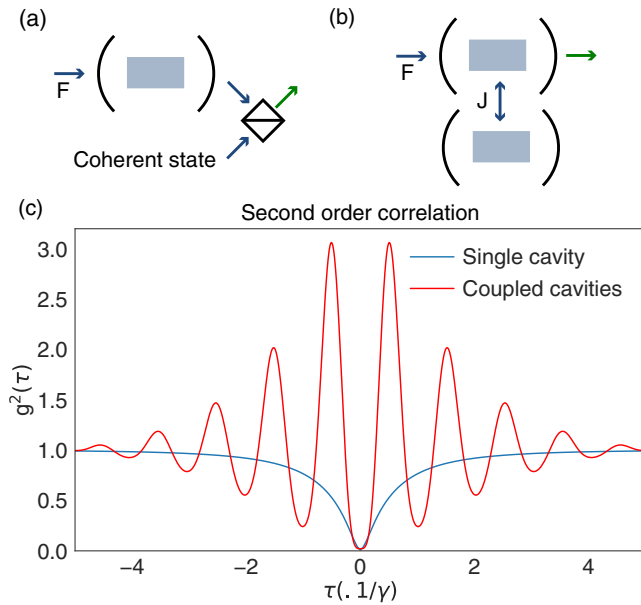 (a)
F
Coherent state
(b)
F
J
(c)
Second order correlation
Single cavity
Coupled cavities
g²(τ)
3.0
2.5
2.0
1.5
1.0
0.5
0.0
−4
−2
0
2
4
τ(. 1/γ)